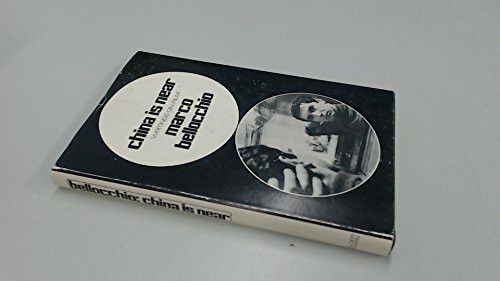 china is near
marco
bellocchio
bellocchio: china is near